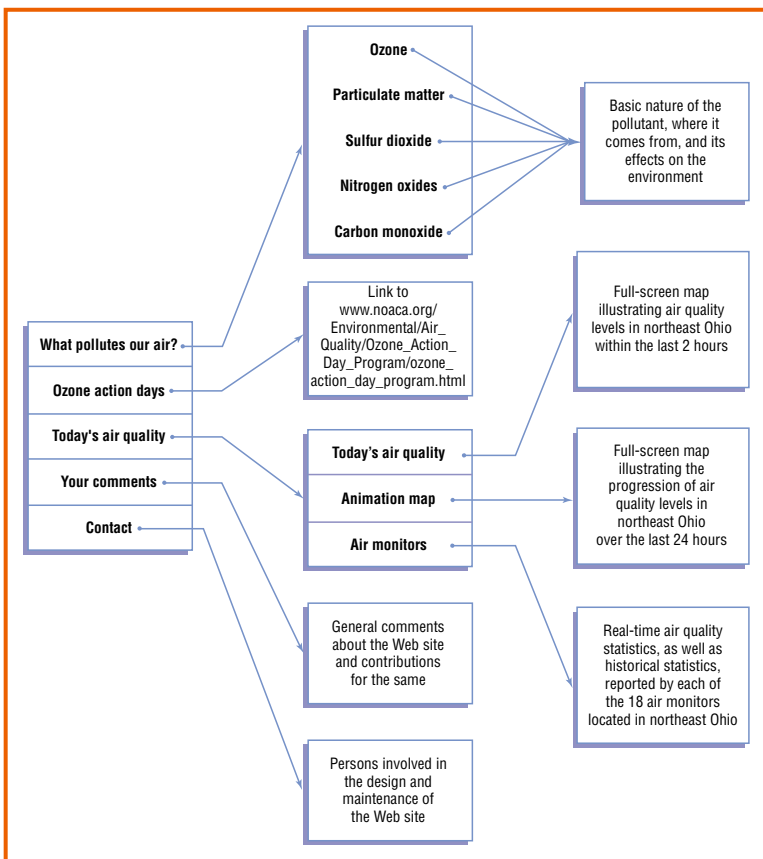 What pollutes our air?
Ozone action days
Today's air quality
Your comments
Contact
Ozone
Particulate matter
Sulfur dioxide
Nitrogen oxides
Carbon monoxide
Basic nature of the
pollutant, where it
comes from, and its
effects on the
environment
Link to
www.noaca.org/
Environmental/Air_
Quality/Ozone_Action_
Day_Program/ozone_
action_day_program.html
Today’s air quality
Animation map
Air monitors
Full-screen map
illustrating air quality
levels in northeast Ohio
within the last 2 hours
Full-screen map
illustrating the
progression of air
quality levels in
northeast Ohio
over the last 24 hours
Real-time air quality
statistics, as well as
historical statistics,
reported by each of
the 18 air monitors
located in northeast Ohio
General comments
about the Web site
and contributions
for the same
Persons involved in
the design and
maintenance of
the Web site